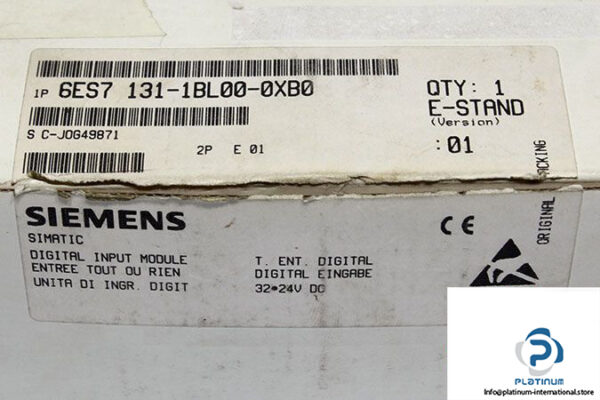 1P 6ES7 131-1BL00-0XB0
QTY: 1
E-STAND
(Version)
:01
S C-JOG49871
2P E 01
ORIGINAL PACKING
SIEMENS
SIMATIC
DIGITAL INPUT MODULE
ENTREE TOUT OU RIEN
UNITA DI INGR. DIGIT
T. ENT. DIGITAL
DIGITAL EINGABE
32*24V DC
CE
PLATINUM
Info@platinum-international.store